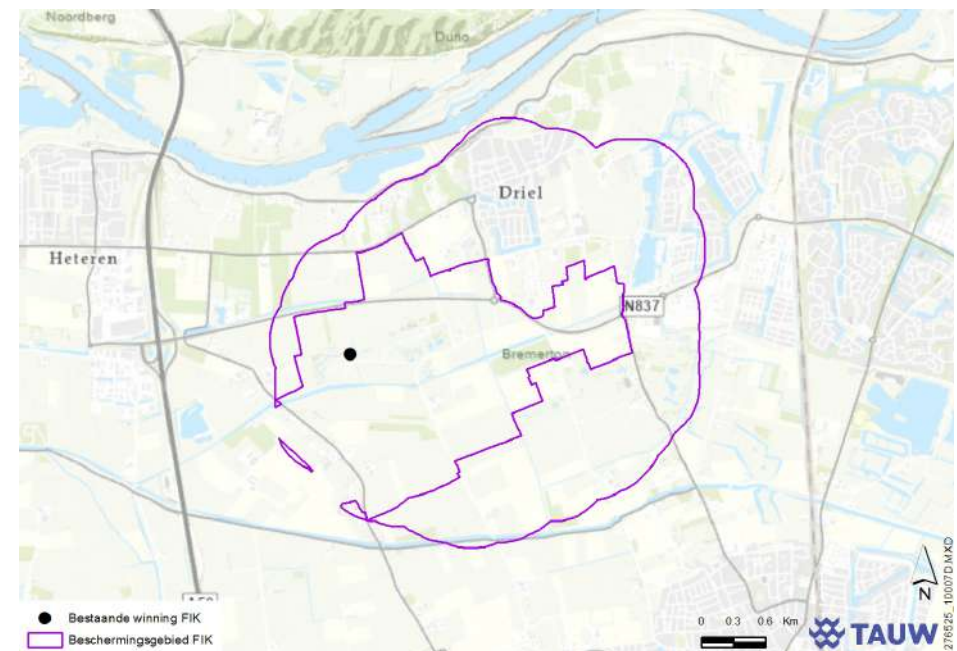 Noordberg
Duno
Driel
Heteren
N837
Bremerton
Bestaande winning FIK
Beschermingsgebied FIK
0 0.3 0.6 Km
N
TAUW
276525_10007D.MXD